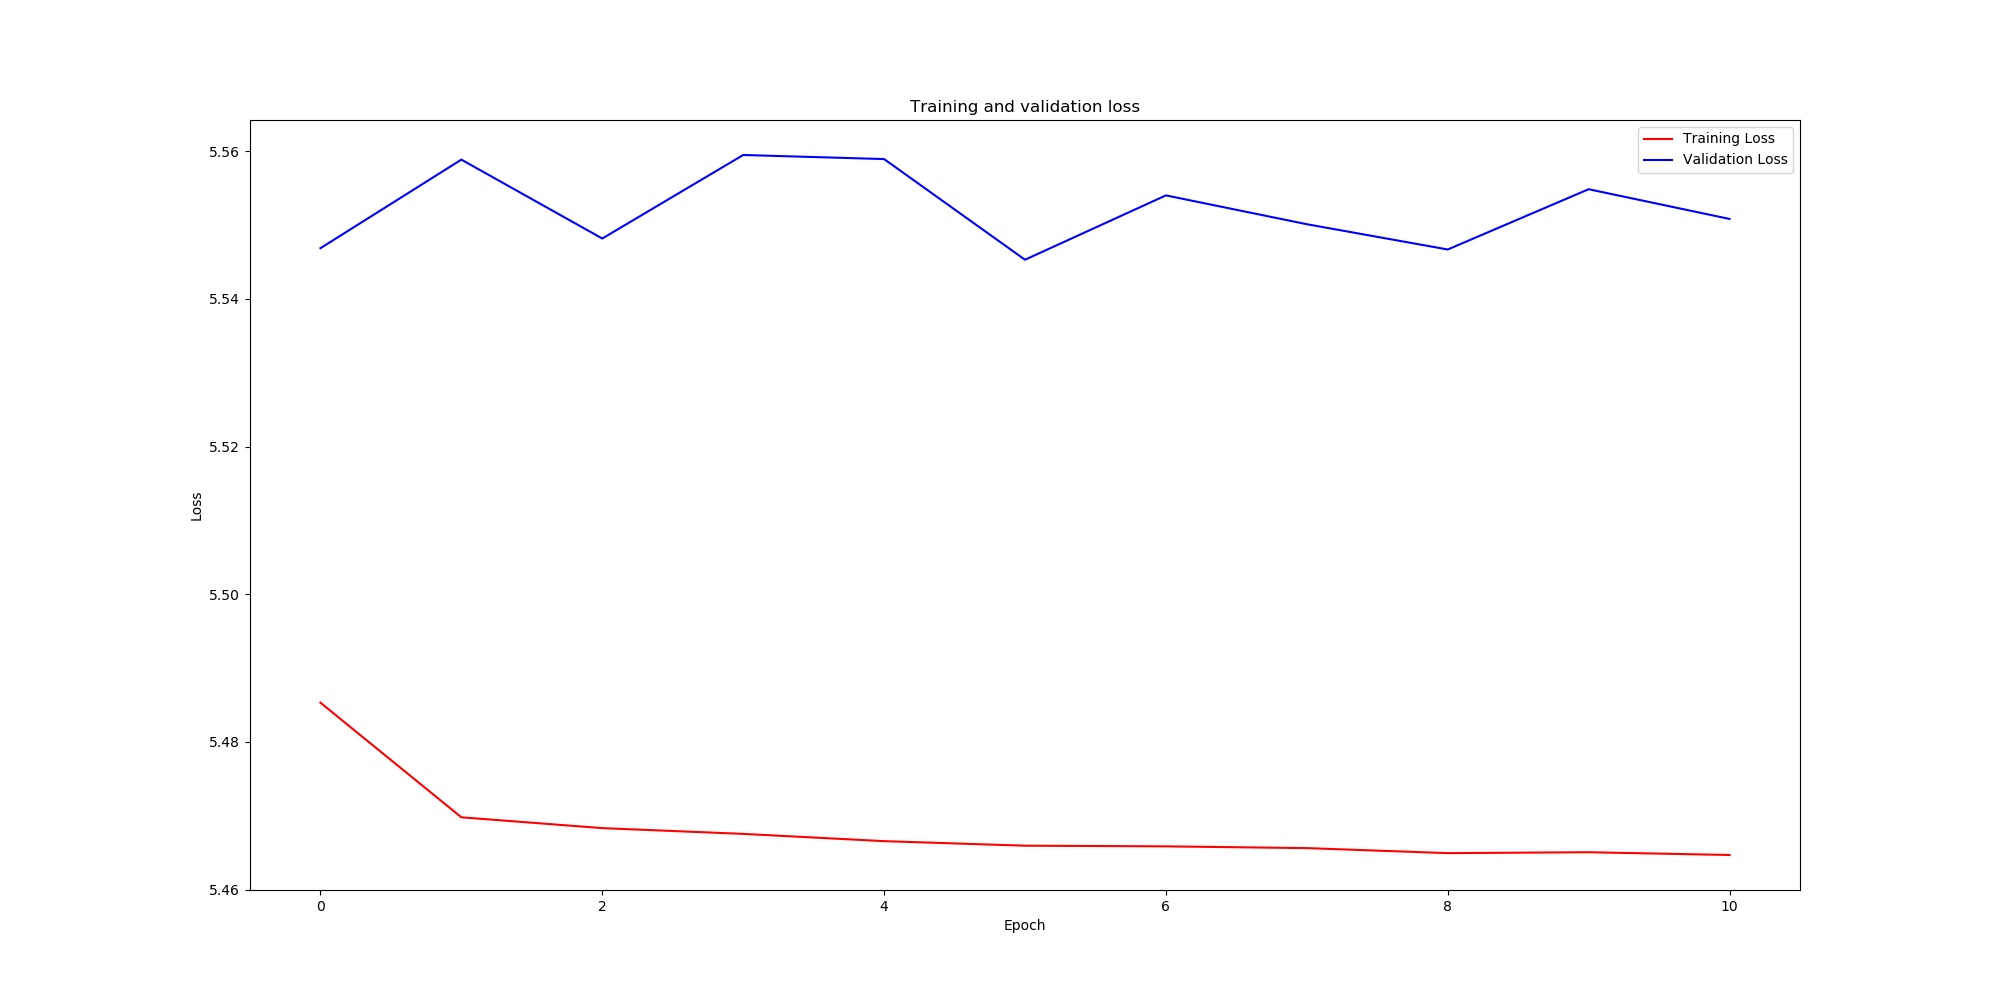 Training and validation loss
Training Loss
Validation Loss
5.56
5.54
5.52
5.50
5.48
5.46
Loss
0 2 4 6 8 10
Epoch